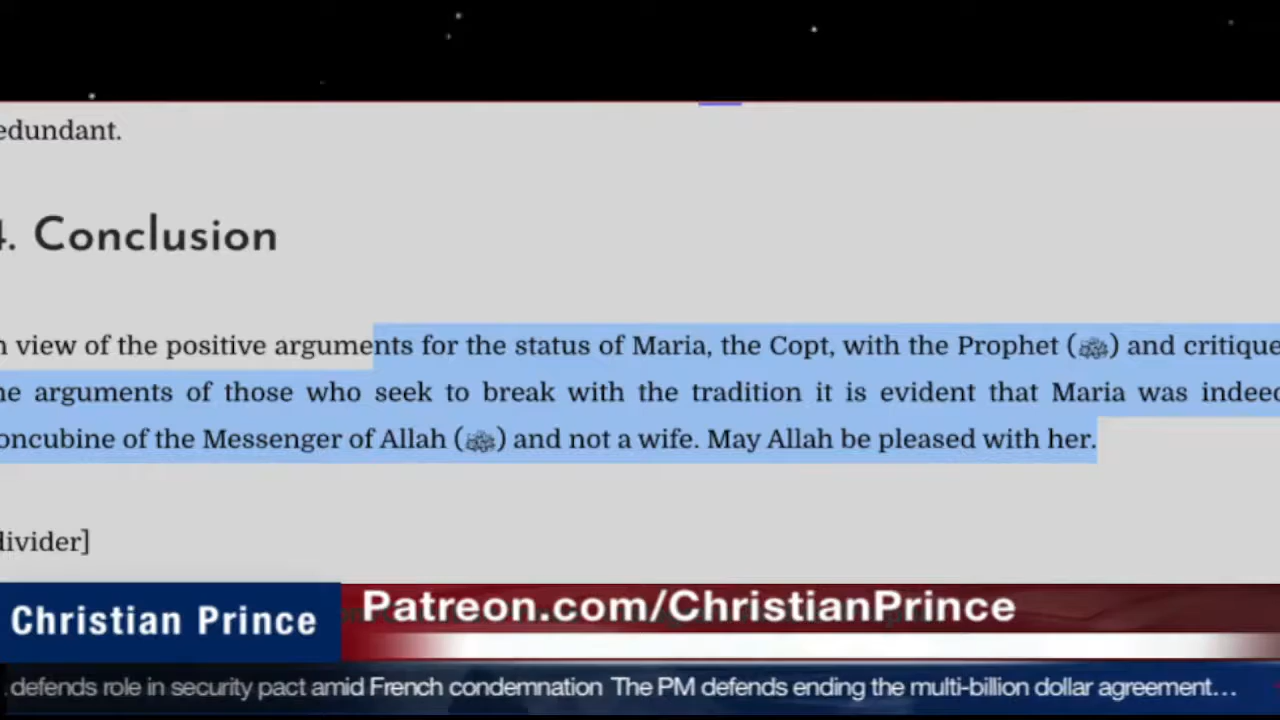 edundant.
4. Conclusion
n view of the positive arguments for the status of Maria, the Copt, with the Prophet (ﷺ) and critique
he arguments of those who seek to break with the tradition it is evident that Maria was indeed
oncubine of the Messenger of Allah (ﷺ) and not a wife. May Allah be pleased with her.
divider]
Christian Prince
Patreon.com/ChristianPrince
.defends role in security pact amid French condemnation The PM defends ending the multi-billion dollar agreement…